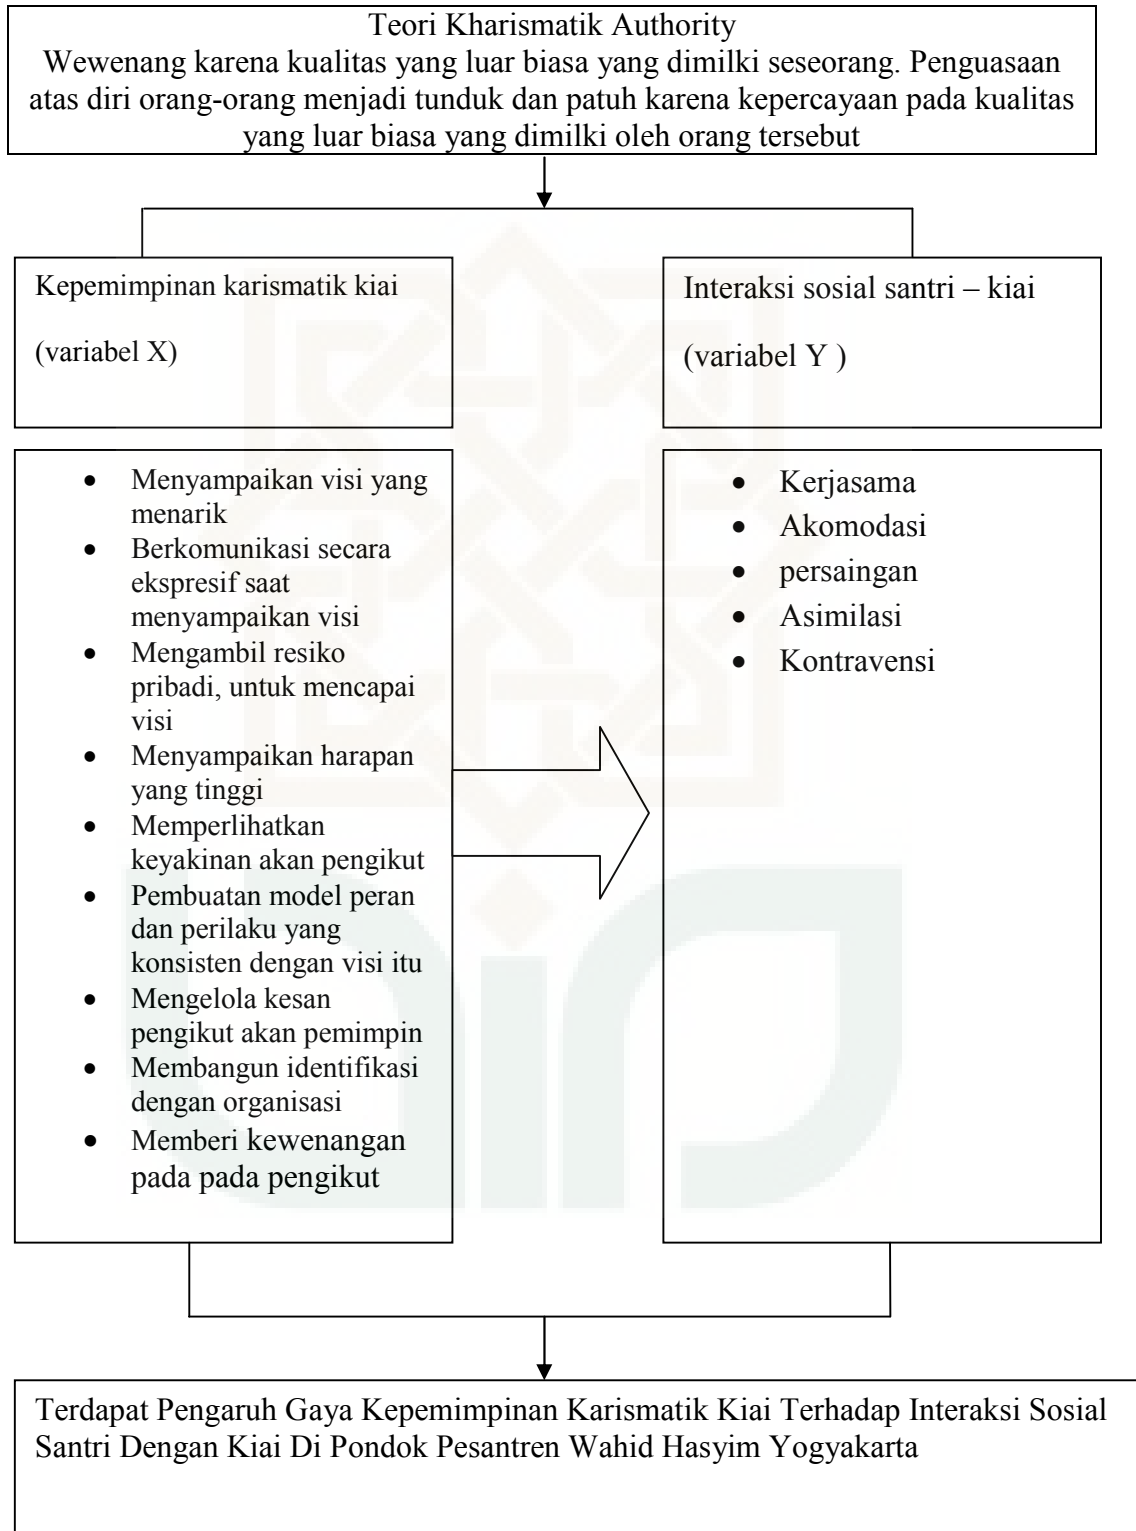 Teori Kharismatik Authority
Wewenang karena kualitas yang luar biasa yang dimilki seseorang. Penguasaan
atas diri orang-orang menjadi tunduk dan patuh karena kepercayaan pada kualitas
yang luar biasa yang dimilki oleh orang tersebut
Kepemimpinan karismatik kiai
(variabel X)
Interaksi sosial santri – kiai
(variabel Y )
• Menyampaikan visi yang
menarik
• Berkomunikasi secara
ekspresif saat
menyampaikan visi
• Mengambil resiko
pribadi, untuk mencapai
visi
• Menyampaikan harapan
yang tinggi
• Memperlihatkan
keyakinan akan pengikut
• Pembuatan model peran
dan perilaku yang
konsisten dengan visi itu
• Mengelola kesan
pengikut akan pemimpin
• Membangun identifikasi
dengan organisasi
• Memberi kewenangan
pada pada pengikut
• Kerjasama
• Akomodasi
• persaingan
• Asimilasi
• Kontravensi
Terdapat Pengaruh Gaya Kepemimpinan Karismatik Kiai Terhadap Interaksi Sosial
Santri Dengan Kiai Di Pondok Pesantren Wahid Hasyim Yogyakarta